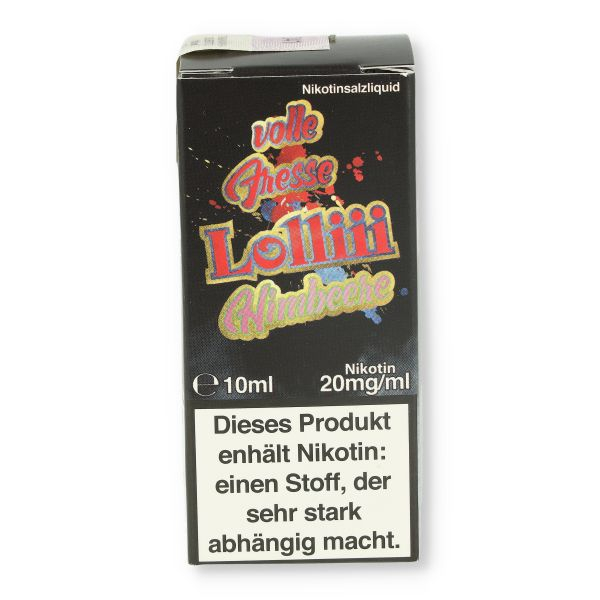 Nikotinsalzliquid
volle
Fresse
Lolliii
Himbeere
Nikotin
℮ 10ml 20mg/ml
Dieses Produkt
enhält Nikotin:
einen Stoff, der
sehr stark
abhängig macht.